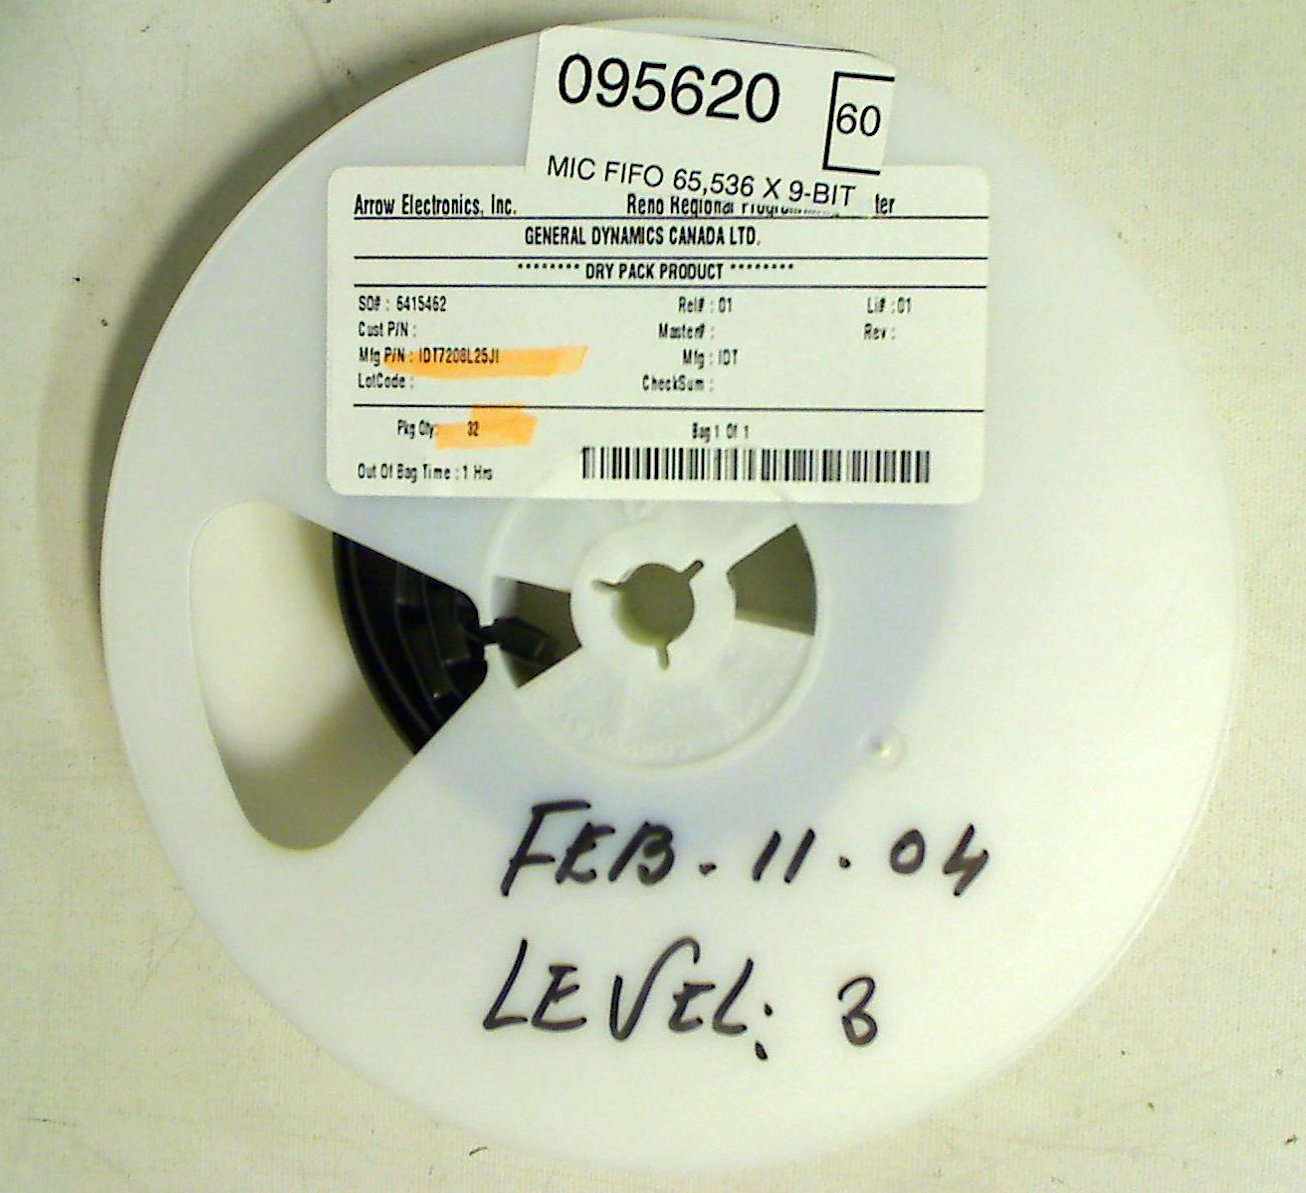 095620
60
MIC FIFO 65,536 X 9-BIT
Arrow Electronics, Inc. Reno Regional ter
GENERAL DYNAMICS CANADA LTD.
******** DRY PACK PRODUCT ********
SO# : 6415462 Rel# : 01 Li# :01
Cust P/N : Master# : Rev :
Mfg P/N : IDT7208L25JI Mfg : IDT
LotCode : CheckSum :
Pkg Qty: 32 Bag 1 Of 1
Out Of Bag Time : 1 Hrs
FEB. 11. 04
LEVEL: 3